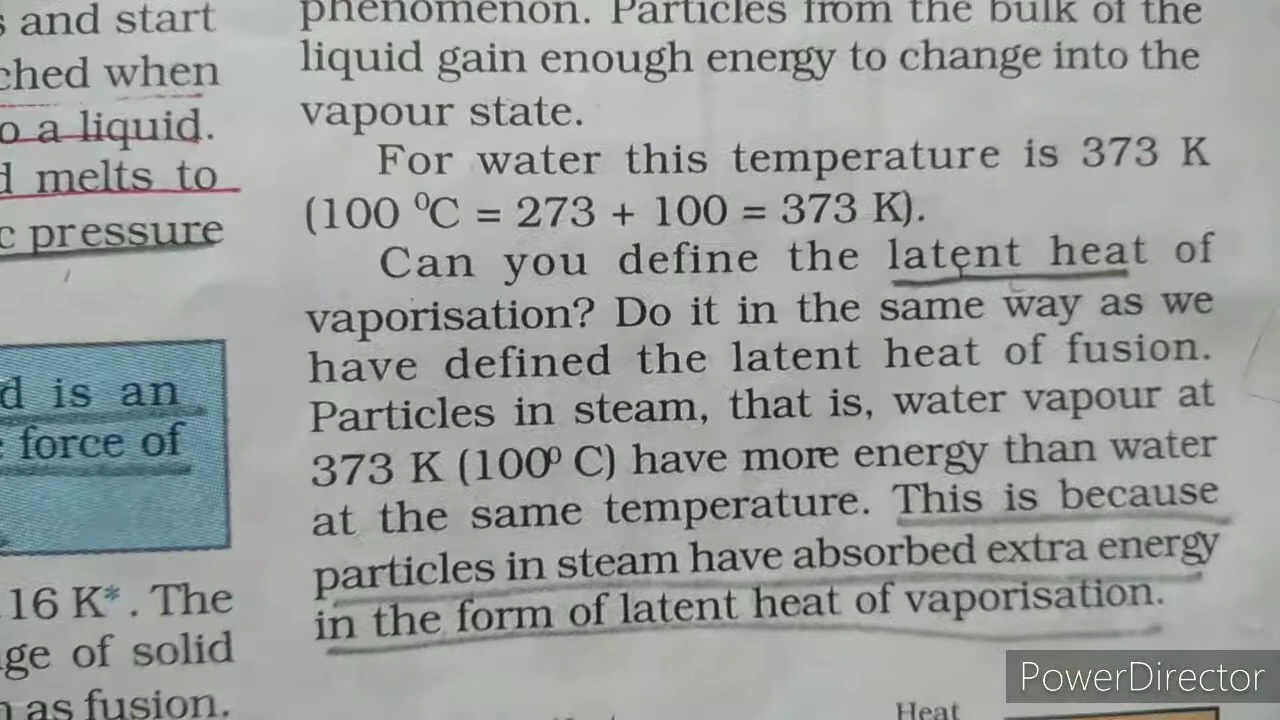 s and start
ched when
o a liquid.
d melts to
c pressure
d is an
force of
16 K*. The
ge of solid
as fusion.
phenomenon. Particles from the bulk of the
liquid gain enough energy to change into the
vapour state.
For water this temperature is 373 K
(100 ⁰C = 273 + 100 = 373 K).
Can you define the latent heat of
vaporisation? Do it in the same way as we
have defined the latent heat of fusion.
Particles in steam, that is, water vapour at
373 K (100⁰ C) have more energy than water
at the same temperature. This is because
particles in steam have absorbed extra energy
in the form of latent heat of vaporisation.
Heat
PowerDirector